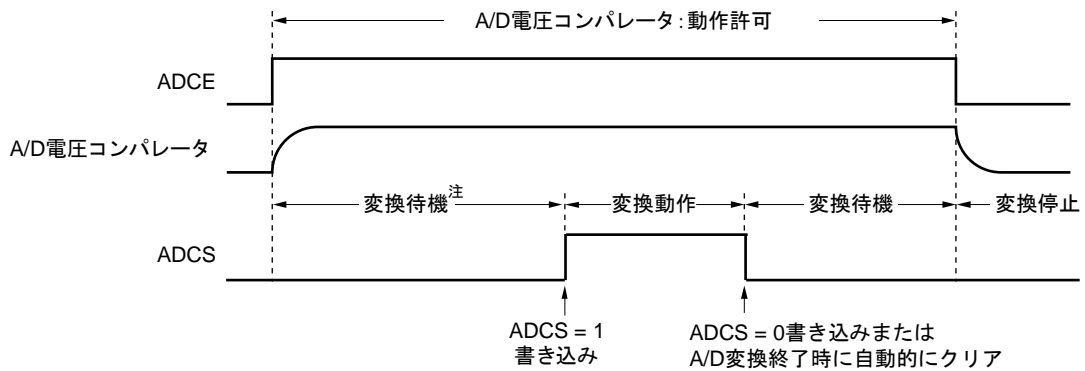 A/D電圧コンパレータ：動作許可
ADCE
A/D電圧コンパレータ
変換待機注
変換動作
変換待機
変換停止
ADCS
ADCS = 1
書き込み
ADCS = 0書き込みまたは
A/D変換終了時に自動的にクリア